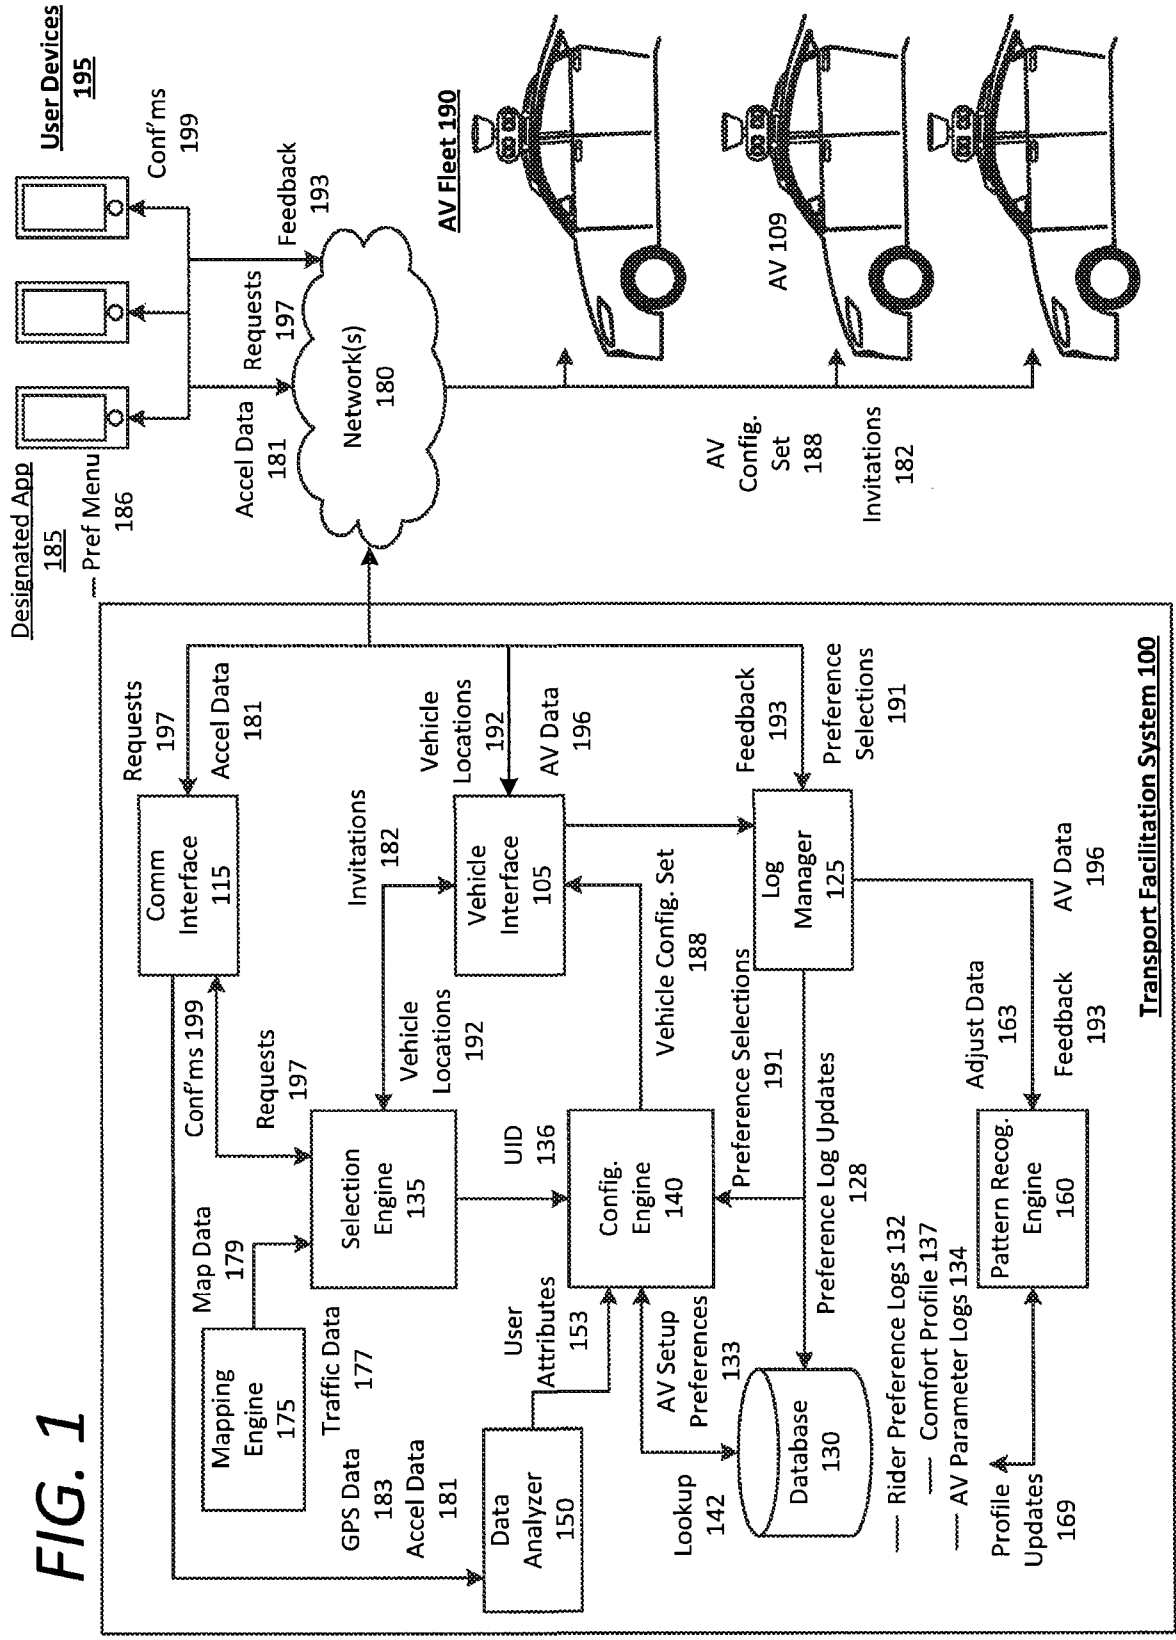 FIG. 1
Mapping
Engine
175
Map Data
179
Traffic Data
177
GPS Data
183
Accel Data
181
Data
Analyzer
150
User
Attributes
153
Conf'ms 199
Requests
197
Comm
Interface
115
Requests
197
Accel Data
181
Selection
Engine
135
Vehicle
Locations
192
Invitations
182
Vehicle
Interface
105
Vehicle
Locations
192
AV Data
196
UID
136
Config.
Engine
140
Vehicle Config. Set
188
AV Setup
Preferences
133
Lookup
142
Database
130
Rider Preference Logs 132
Comfort Profile 137
AV Parameter Logs 134
Preference Selections
191
Preference Log Updates
128
Log
Manager
125
Feedback
193
Preference
Selections
191
Profile
Updates
169
Pattern Recog.
Engine
160
Adjust Data
163
Feedback
193
AV Data
196
Transport Facilitation System 100
Designated App
185
Pref Menu
186
User Devices
195
Conf'ms
199
Accel Data
181
Requests
197
Feedback
193
Network(s)
180
AV Fleet 190
AV 109
AV
Config.
Set
188
Invitations
182